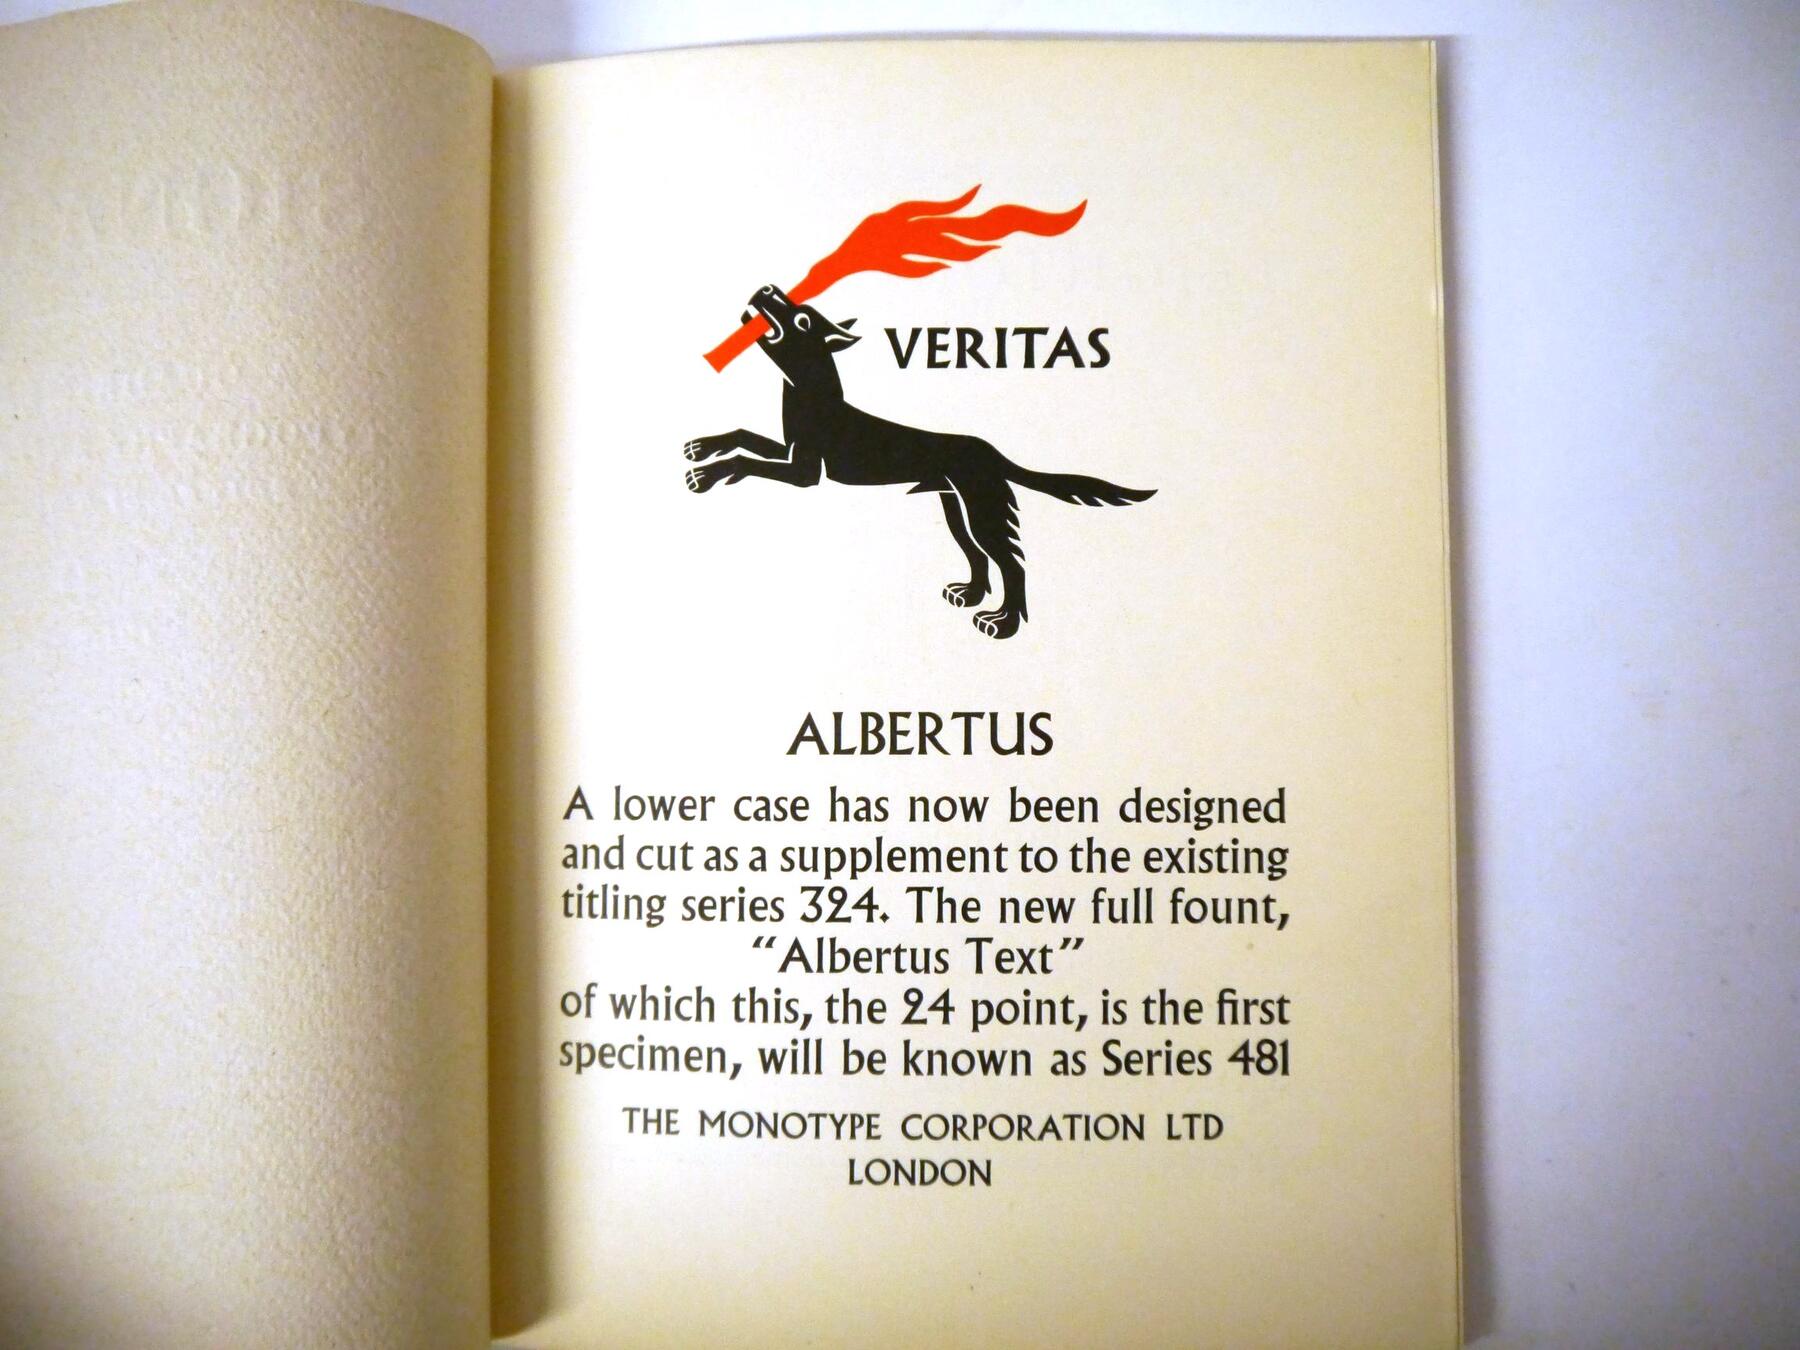 VERITAS
ALBERTUS
A lower case has now been designed
and cut as a supplement to the existing
titling series 324. The new full fount,
“Albertus Text”
of which this, the 24 point, is the first
specimen, will be known as Series 481
THE MONOTYPE CORPORATION LTD
LONDON